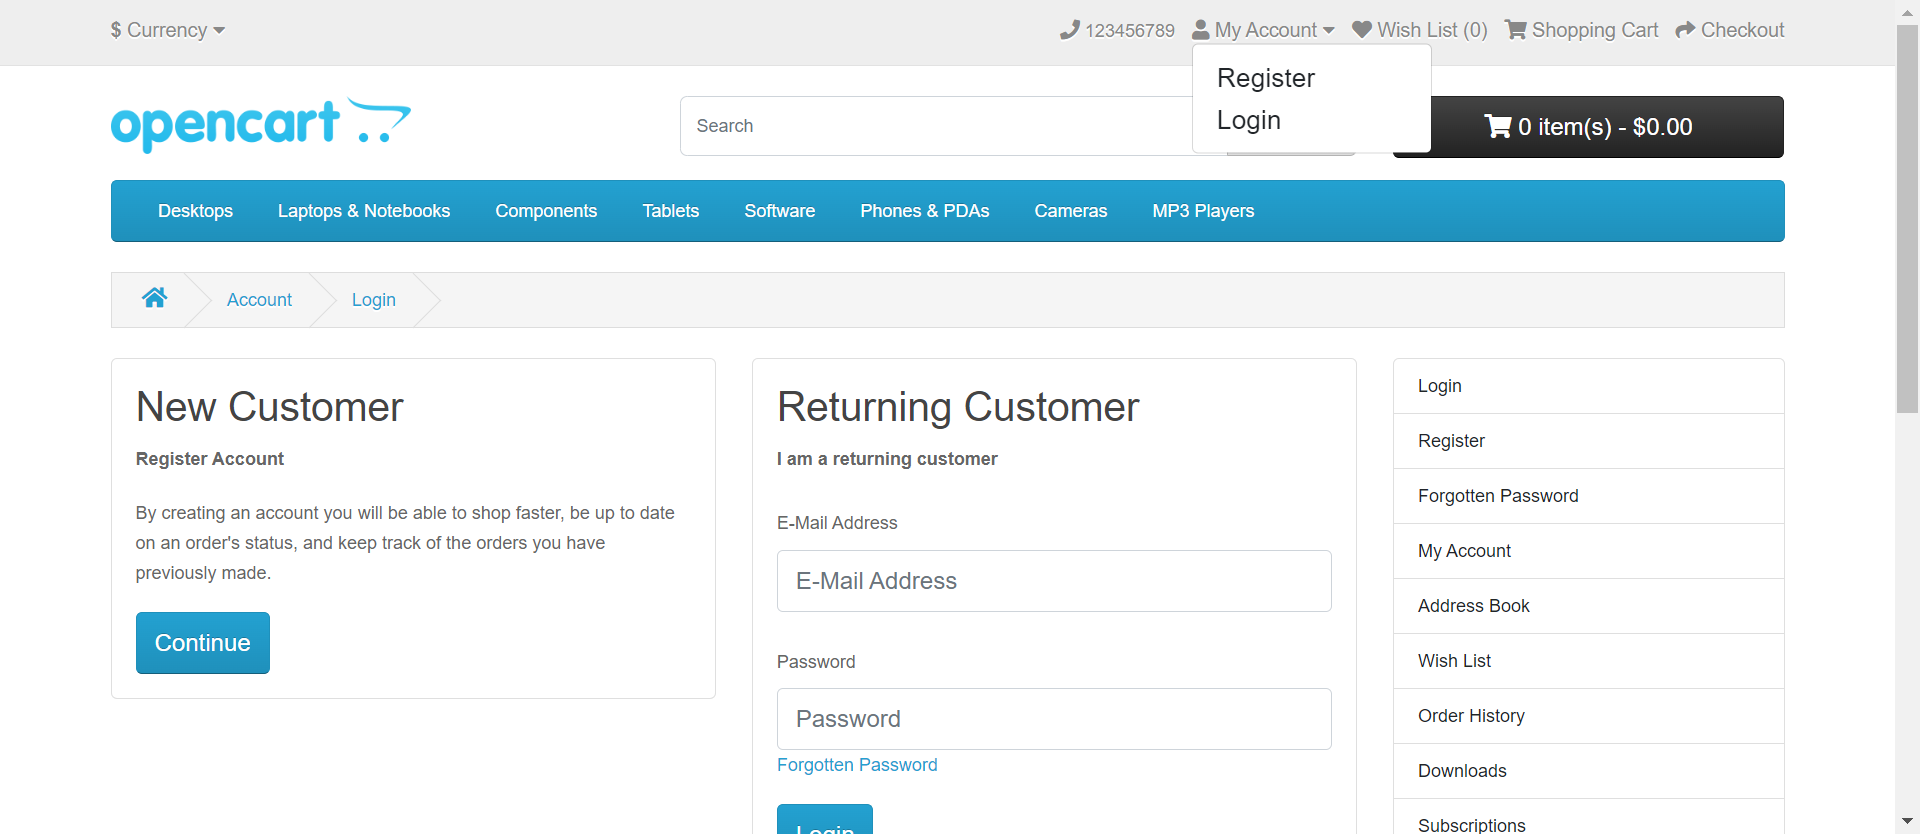 $ Currency
123456789
My Account
Wish List (0)
Shopping Cart
Checkout
Register
Login
opencart
Search
0 item(s) - $0.00
Desktops
Laptops & Notebooks
Components
Tablets
Software
Phones & PDAs
Cameras
MP3 Players
Account
Login
New Customer
Register Account
By creating an account you will be able to shop faster, be up to date
on an order's status, and keep track of the orders you have
previously made.
Continue
Returning Customer
I am a returning customer
E-Mail Address
E-Mail Address
Password
Password
Forgotten Password
Login
Login
Register
Forgotten Password
My Account
Address Book
Wish List
Order History
Downloads
Subscriptions